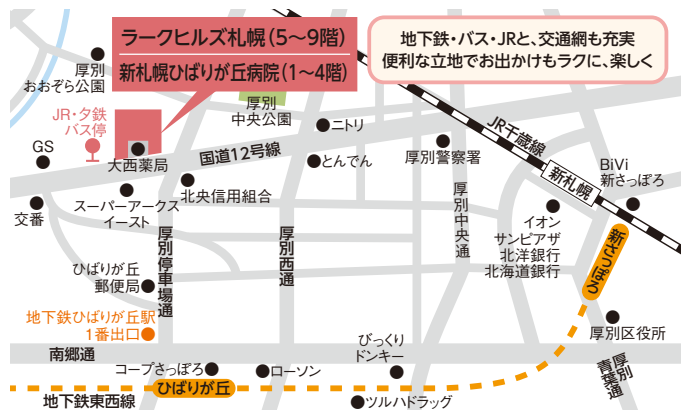 ラークヒルズ札幌(5〜9階)
新札幌ひばりが丘病院(1〜4階)
地下鉄・バス・JRと、交通網も充実
便利な立地でお出かけもラクに、楽しく
厚別
おおぞら公園
JR・夕鉄
バス停
厚別
中央公園
ニトリ
GS
大西薬局
国道12号線
とんでん
厚別警察署
JR千歳線
新札幌
BiVi
新さっぽろ
交番
スーパーアークス
イースト
北央信用組合
厚別停車場通
厚別西通
厚別中央通
イオン
サンピアザ
北洋銀行
北海道銀行
新さっぽろ
ひばりが丘
郵便局
地下鉄ひばりが丘駅
1番出口
厚別区役所
南郷通
コープさっぽろ
ローソン
びっくり
ドンキー
厚別
青葉通
地下鉄東西線
ひばりが丘
ツルハドラッグ